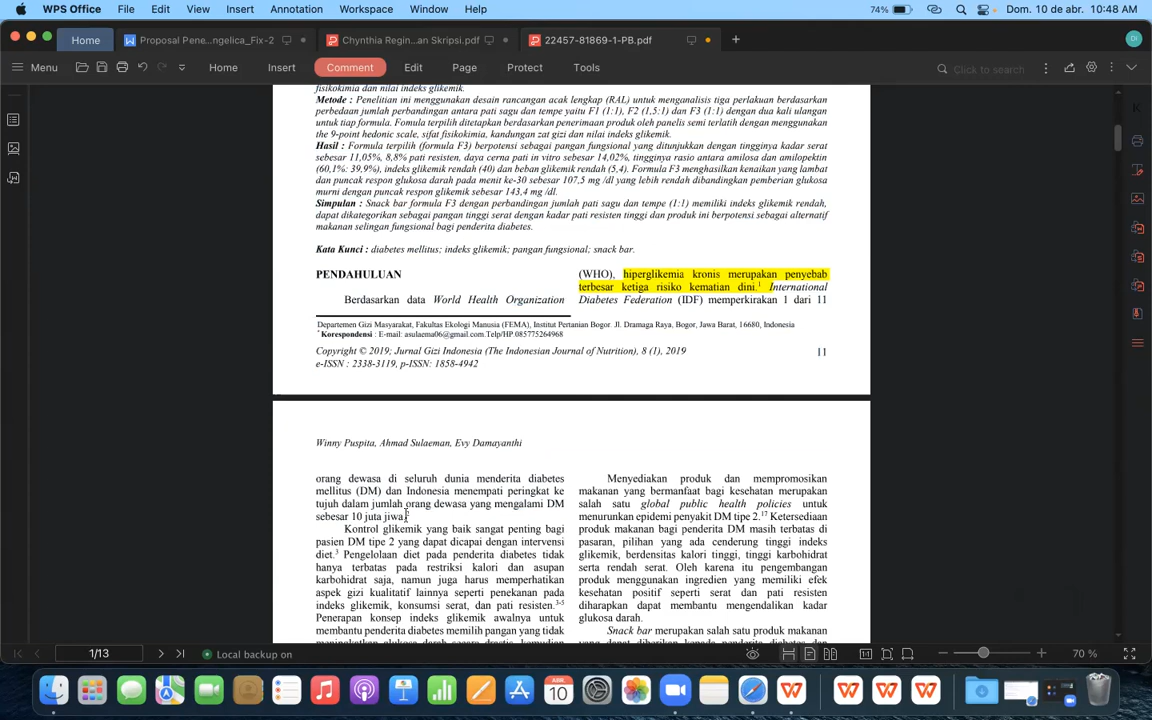 WPS Office File Edit View Insert Annotation Workspace Window Help 74% Dom. 10 de abr. 10:48 AM
Home Proposal Pene...ngelica_Fix-2 Chynthia Regin...an Skripsi.pdf 22457-81869-1-PB.pdf
Menu Home Insert Comment Edit Page Protect Tools Click to search
fisikokimia dan nilai indeks glikemik.
Metode : Penelitian ini menggunakan desain rancangan acak lengkap (RAL) untuk menganalisis tiga perlakuan berdasarkan
perbedaan jumlah perbandingan antara pati sagu dan tempe yaitu F1 (1:1), F2 (1,5:1) dan F3 (1:1) dengan dua kali ulangan
untuk tiap formula. Fomula terpilih ditetapkan berdasarkan penerimaan produk oleh panelis semi terlatih dengan menggunakan
the 9-point hedonic scale, sifat fisikokimia, kandungan zat gizi dan nilai indeks glikemik.
Hasil : Formula terpilih (formula F3) berpotensi sebagai pangan fungsional yang ditunjukkan dengan tingginya kadar serat
sebesar 11,05%, 8,8% pati resisten, daya cerna pati in vitro sebesar 14,02%, tingginya rasio antara amilosa dan amilopektin
(60,1%: 39,9%), indeks glikemik rendah (40) dan beban glikemik rendah (5,4). Formula F3 menghasilkan kenaikan yang lambat
dan puncak respon glukosa darah pada menit ke-30 sebesar 107,5 mg /dl yang lebih rendah dibandingkan pemberian glukosa
murni dengan puncak respon glikemik sebesar 143,4 mg /dl.
Simpulan : Snack bar formula F3 dengan perbandingan jumlah pati sagu dan tempe (1:1) memiliki indeks glikemik rendah,
dapat dikategorikan sebagai pangan tinggi serat dengan kadar pati resisten tinggi dan produk ini berpotensi sebagai alternatif
makanan selingan fungsional bagi penderita diabetes.
Kata Kunci : diabetes mellitus; indeks glikemik; pangan fungsional; snack bar.
PENDAHULUAN
Berdasarkan data World Health Organization
(WHO), hiperglikemia kronis merupakan penyebab
terbesar ketiga risiko kematian dini.1 International
Diabetes Federation (IDF) memperkirakan 1 dari 11
Departemen Gizi Masyarakat, Fakultas Ekologi Manusia (FEMA), Institut Pertanian Bogor. Jl. Dramaga Raya, Bogor, Jawa Barat, 16680, Indonesia
*Korespondensi : E-mail: asulaema06@gmail.com.Telp/HP.085775264968
Copyright © 2019; Jurnal Gizi Indonesia (The Indonesian Journal of Nutrition), 8 (1), 2019 11
e-ISSN : 2338-3119, p-ISSN: 1858-4942
Winny Puspita, Ahmad Sulaeman, Evy Damayanthi
orang dewasa di seluruh dunia menderita diabetes
mellitus (DM) dan Indonesia menempati peringkat ke
tujuh dalam jumlah orang dewasa yang mengalami DM
sebesar 10 juta jiwa.2
Kontrol glikemik yang baik sangat penting bagi
pasien DM tipe 2 yang dapat dicapai dengan intervensi
diet.3 Pengelolaan diet pada penderita diabetes tidak
hanya terbatas pada restriksi kalori dan asupan
karbohidrat saja, namun juga harus memperhatikan
aspek gizi kualitatif lainnya seperti penekanan pada
indeks glikemik, konsumsi serat, dan pati resisten.3-5
Penerapan konsep indeks glikemik awalnya untuk
membantu penderita diabetes memilih pangan yang tidak
meningkatkan glukosa darah secara drastis kemudian
Menyediakan produk dan mempromosikan
makanan yang bermanfaat bagi kesehatan merupakan
salah satu global public health policies untuk
menurunkan epidemi penyakit DM tipe 2.17 Ketersediaan
produk makanan bagi penderita DM masih terbatas di
pasaran, pilihan yang ada cenderung tinggi indeks
glikemik, berdensitas kalori tinggi, tinggi karbohidrat
serta rendah serat. Oleh karena itu pengembangan
produk menggunakan ingredien yang memiliki efek
kesehatan positif seperti serat dan pati resisten
diharapkan dapat membantu mengendalikan kadar
glukosa darah.
Snack bar merupakan salah satu produk makanan
yang dapat diberikan kepada penderita diabetes dan
1/13 Local backup on 70 %